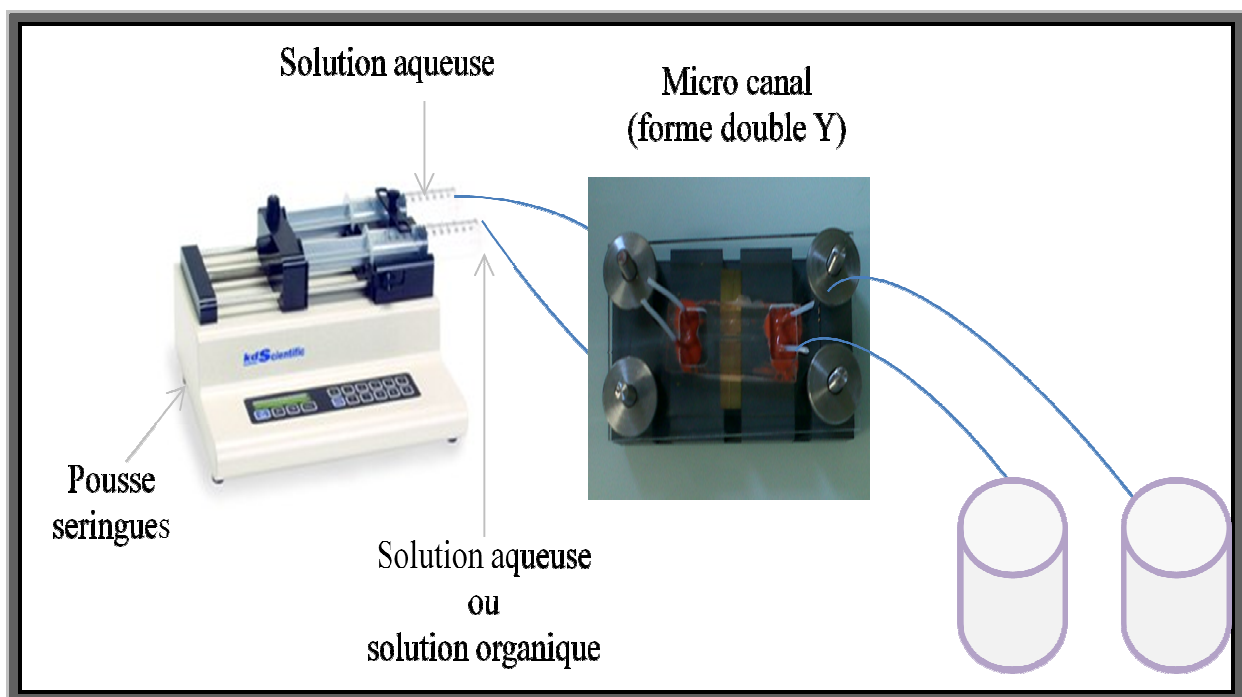 Solution aqueuse
Micro canal
(forme double Y)
kdScientific
Pousse
seringues
Solution aqueuse
ou
solution organique